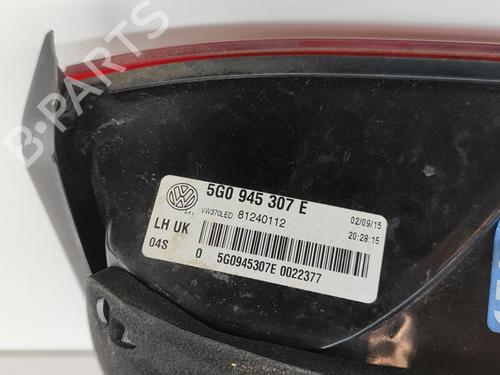 B-PARTS
5G0 945 307 E
VW370LED 81240112
02/09/15
20:28:15
LH UK
04S
0 5G0945307E 0022377